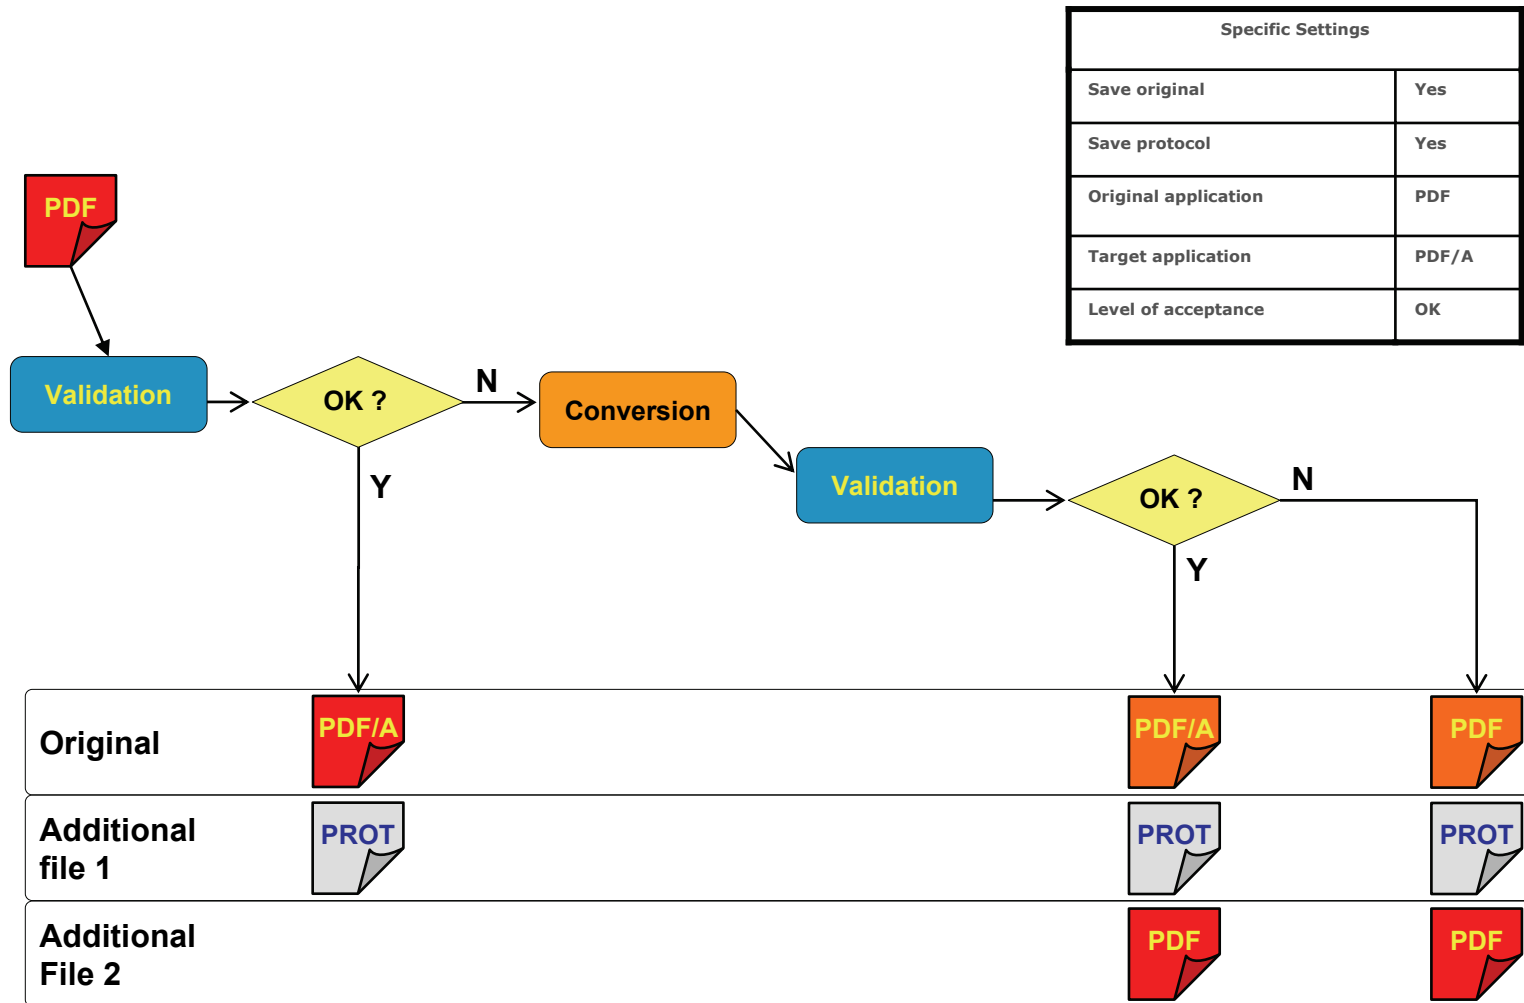 Specific Settings
Save original Yes
Save protocol Yes
Original application PDF
Target application PDF/A
Level of acceptance OK
PDF
Validation
OK ?
N
Conversion
Y
Validation
OK ?
N
Y
Original
PDF/A
PDF/A
PDF
Additional
file 1
PROT
PROT
PROT
Additional
File 2
PDF
PDF